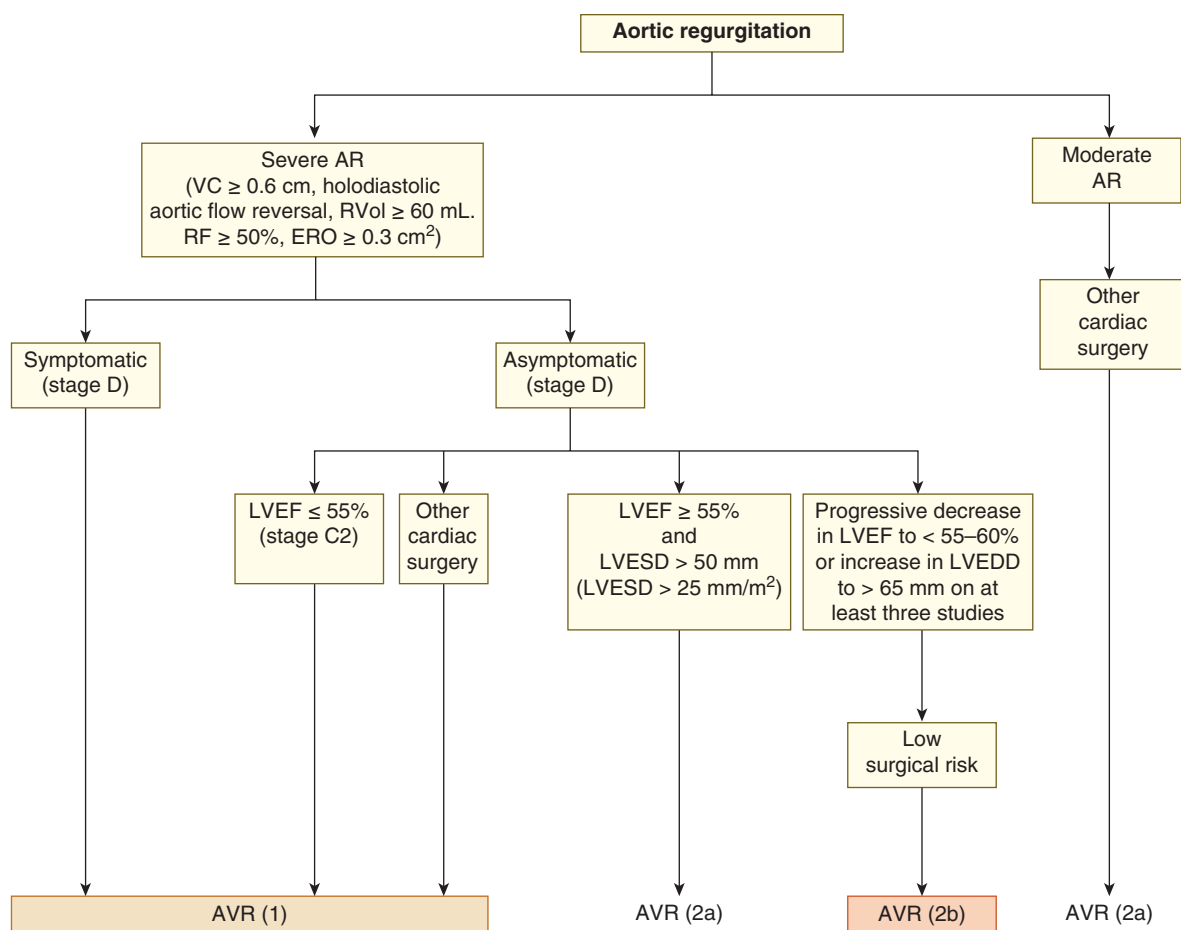 Aortic regurgitation
Severe AR
(VC ≥ 0.6 cm, holodiastolic
aortic flow reversal, RVol ≥ 60 mL.
RF ≥ 50%, ERO ≥ 0.3 cm²)
Moderate
AR
Other
cardiac
surgery
Symptomatic
(stage D)
Asymptomatic
(stage D)
LVEF ≤ 55%
(stage C2)
Other
cardiac
surgery
LVEF ≥ 55%
and
LVESD > 50 mm
(LVESD > 25 mm/m²)
Progressive decrease
in LVEF to < 55–60%
or increase in LVEDD
to > 65 mm on at
least three studies
Low
surgical risk
AVR (1)
AVR (2a)
AVR (2b)
AVR (2a)